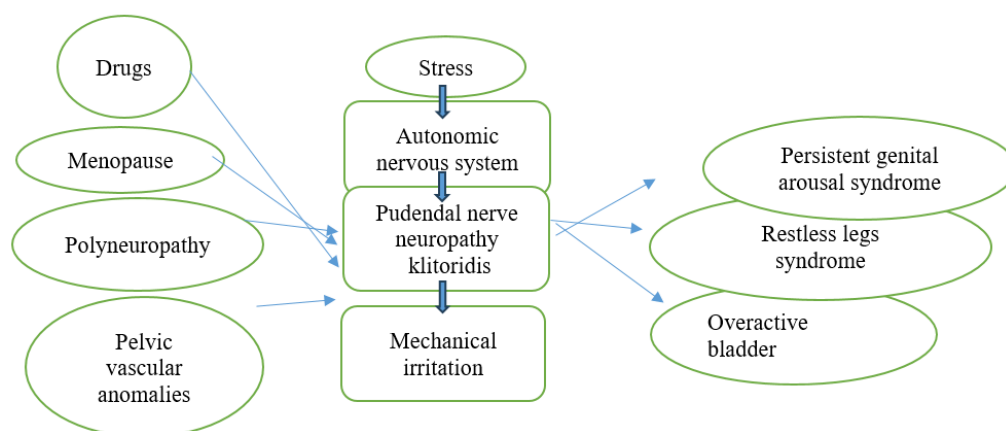 Drugs
Menopause
Polyneuropathy
Pelvic
vascular
anomalies
Stress
Autonomic
nervous system
Pudendal nerve
neuropathy
klitoridis
Mechanical
irritation
Persistent genital
arousal syndrome
Restless legs
syndrome
Overactive
bladder